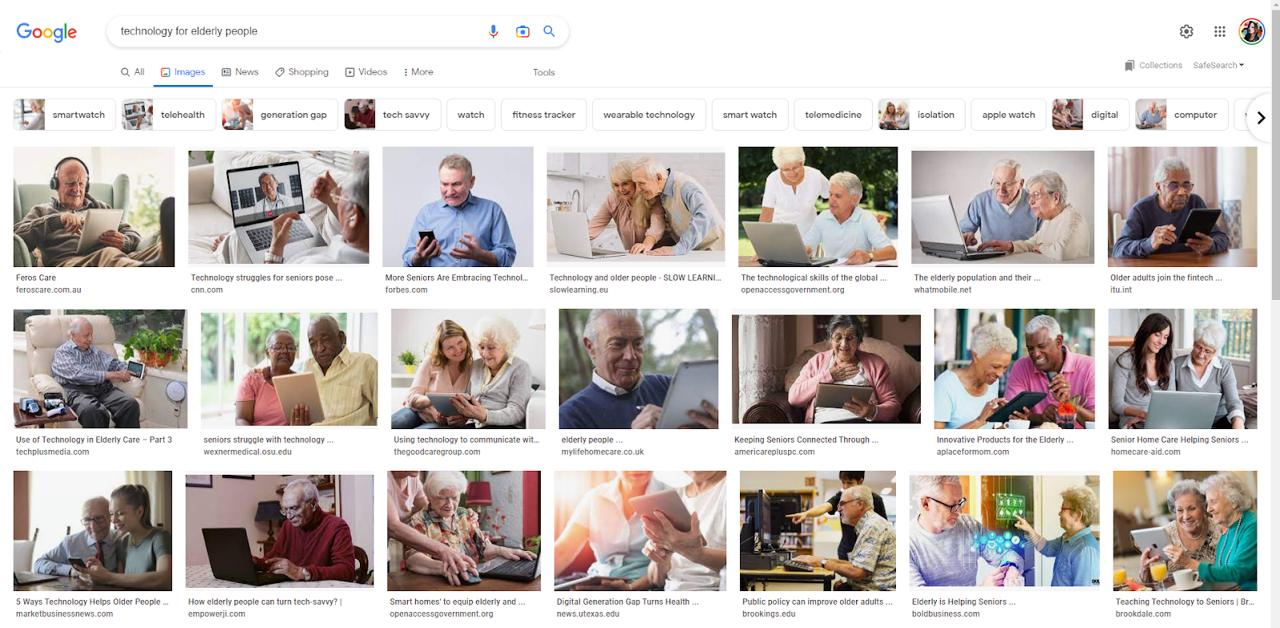 Google
technology for elderly people
All Images News Shopping Videos More Tools
Collections SafeSearch
smartwatch telehealth generation gap tech savvy watch fitness tracker wearable technology smart watch telemedicine isolation apple watch digital computer
Feros Care
feroscare.com.au
Technology struggles for seniors pose ...
cnn.com
More Seniors Are Embracing Technol...
forbes.com
Technology and older people - SLOW LEARNI...
slowlearning.eu
The technological skills of the global ...
openaccessgovernment.org
The elderly population and their ...
whatmobile.net
Older adults join the fintech ...
itu.int
Use of Technology in Elderly Care – Part 3
techplusmedia.com
seniors struggle with technology ...
wexnermedical.osu.edu
Using technology to communicate wit...
thegoodcaregroup.com
elderly people ...
mylifehomecare.co.uk
Keeping Seniors Connected Through ...
americarepluspc.com
Innovative Products for the Elderly ...
aplaceformom.com
Senior Home Care Helping Seniors ...
homecare-aid.com
5 Ways Technology Helps Older People ...
marketbusinessnews.com
How elderly people can turn tech-savvy? |
empowerji.com
Smart homes' to equip elderly and ...
openaccessgovernment.org
Digital Generation Gap Turns Health ...
news.utexas.edu
Public policy can improve older adults ...
brookings.edu
Elderly is Helping Seniors ...
boldbusiness.com
Teaching Technology to Seniors | Br...
brookdale.com